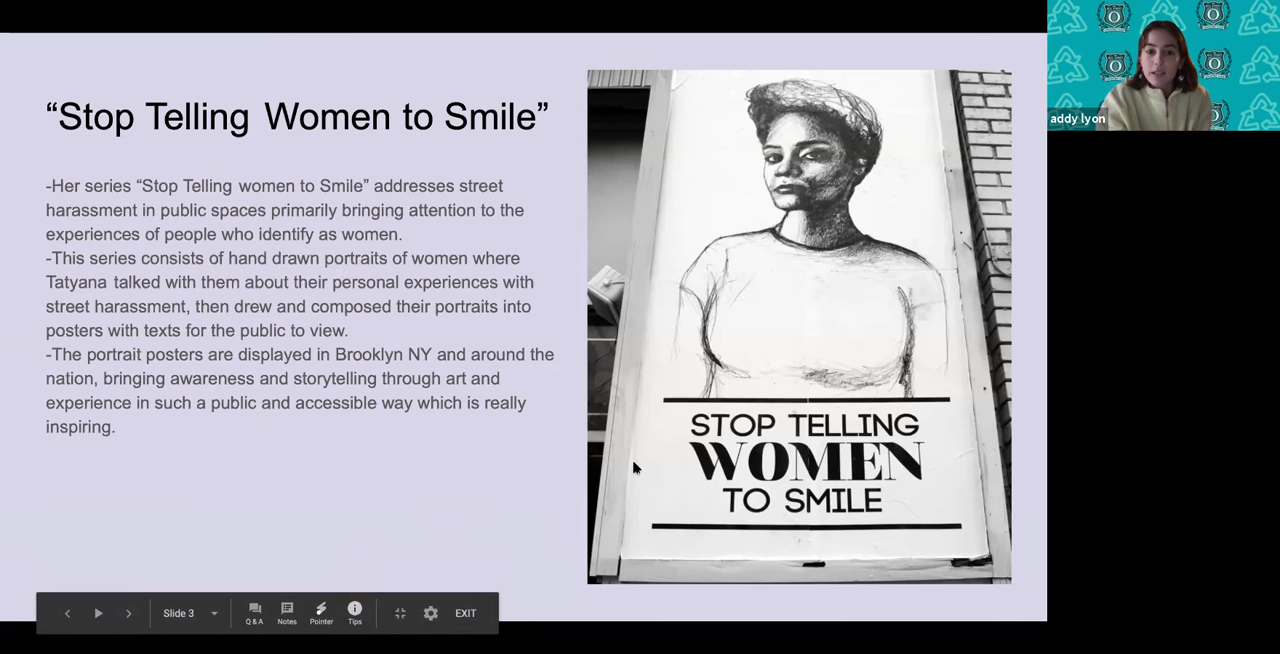 “Stop Telling Women to Smile”
-Her series “Stop Telling women to Smile” addresses street
harassment in public spaces primarily bringing attention to the
experiences of people who identify as women.
-This series consists of hand drawn portraits of women where
Tatyana talked with them about their personal experiences with
street harassment, then drew and composed their portraits into
posters with texts for the public to view.
-The portrait posters are displayed in Brooklyn NY and around the
nation, bringing awareness and storytelling through art and
experience in such a public and accessible way which is really
inspiring.
STOP TELLING
WOMEN
TO SMILE
addy lyon
Slide 3
Q & A
Notes
Pointer
Tips
EXIT